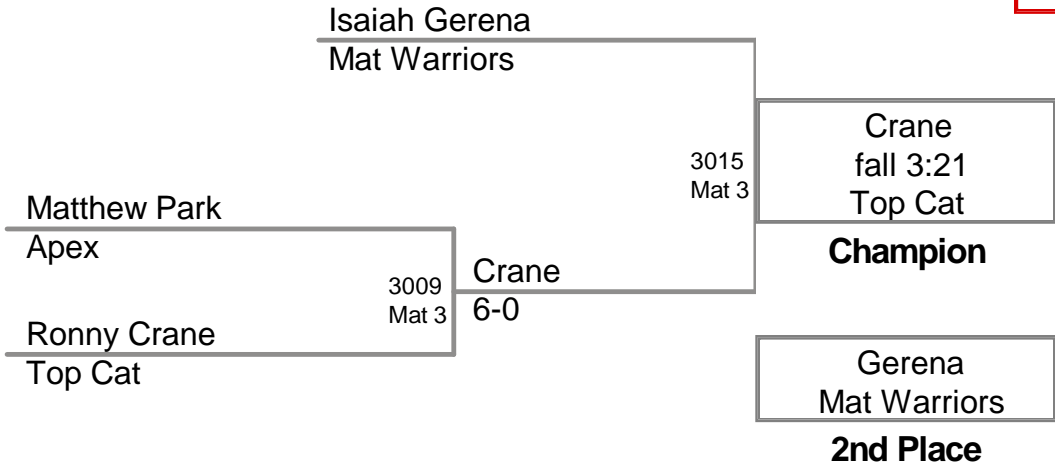 Isaiah Gerena
Mat Warriors
Crane
fall 3:21
Top Cat
Champion
3015
Mat 3
Matthew Park
Apex
Crane
6-0
3009
Mat 3
Ronny Crane
Top Cat
Gerena
Mat Warriors
2nd Place